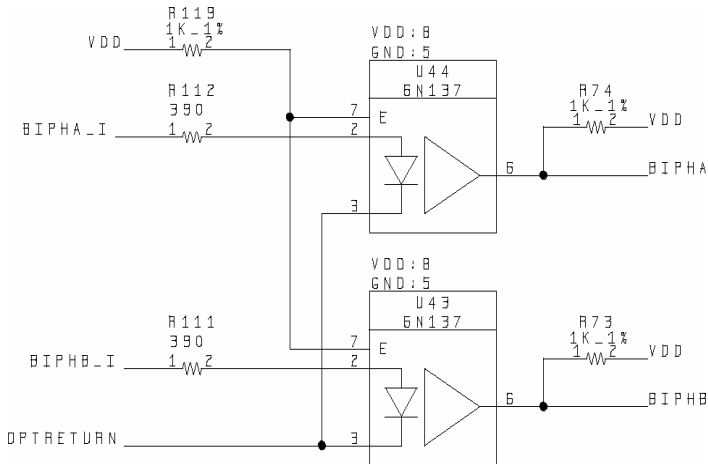 R119
1K_1%
VDD
1 2
VDD:8
GND:5
U44
6N137
R112
390
BIPHA_I
1 2
7 E
2
3
6
R74
1K_1%
1 2
VDD
BIPHA
VDD:8
GND:5
U43
6N137
R111
390
BIPHB_I
1 2
7 E
2
3
6
R73
1K_1%
1 2
VDD
BIPHB
OPTRETURN